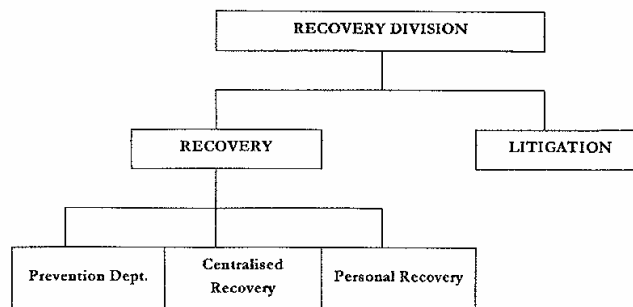 RECOVERY DIVISION
RECOVERY
LITIGATION
Prevention Dept.
Centralised
Recovery
Personal Recovery